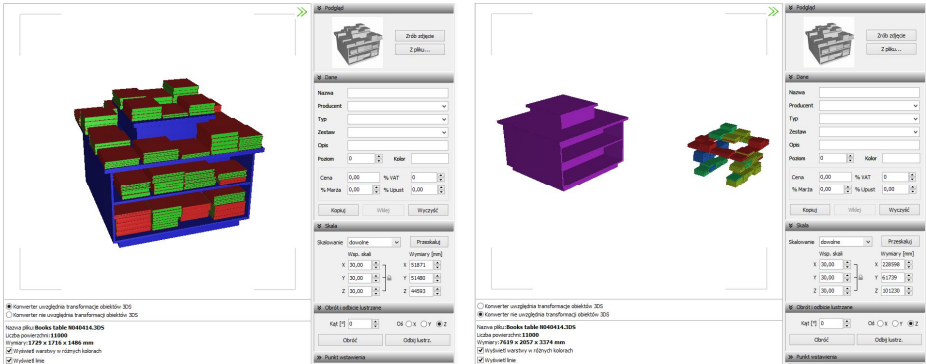 Podgląd
Zrób zdjęcie
Z pliku...
Dane
Nazwa
Producent
Typ
Zestaw
Opis
Poziom 0 Kolor
Cena 0,00 % VAT 0
% Marża 0,00 % Upust 0,00
Kopiuj Wklej Wyczyść
Skala
Skalowanie dowolne Przeskaluj
Wsp. skali Wymiary [mm]
X 30,00 X 51871
Y 30,00 Y 51480
Z 30,00 Z 44593
Konwerter uwzględnia transformacje obiektów 3DS
Konwerter nie uwzględnia transformacji obiektów 3DS
Nazwa pliku:Books table N040414.3DS
Liczba powierzchni:11000
Wymiary:1729 x 1716 x 1486 mm
Wyświetl warstwy w różnych kolorach
Wyświetl linie
Obrót i odbicie lustrzane
Kąt [°] 0 Oś X Y Z
Obróć Odbij lustrz.
Punkt wstawienia
Podgląd
Zrób zdjęcie
Z pliku...
Dane
Nazwa
Producent
Typ
Zestaw
Opis
Poziom 0 Kolor
Cena 0,00 % VAT 0
% Marża 0,00 % Upust 0,00
Kopiuj Wklej Wyczyść
Skala
Skalowanie dowolne Przeskaluj
Wsp. skali Wymiary [mm]
X 30,00 X 228598
Y 30,00 Y 61739
Z 30,00 Z 101230
Konwerter uwzględnia transformacje obiektów 3DS
Konwerter nie uwzględnia transformacji obiektów 3DS
Nazwa pliku:Books table N040414.3DS
Liczba powierzchni:11000
Wymiary:7619 x 2057 x 3374 mm
Wyświetl warstwy w różnych kolorach
Wyświetl linie
Obrót i odbicie lustrzane
Kąt [°] 0 Oś X Y Z
Obróć Odbij lustrz.
Punkt wstawienia